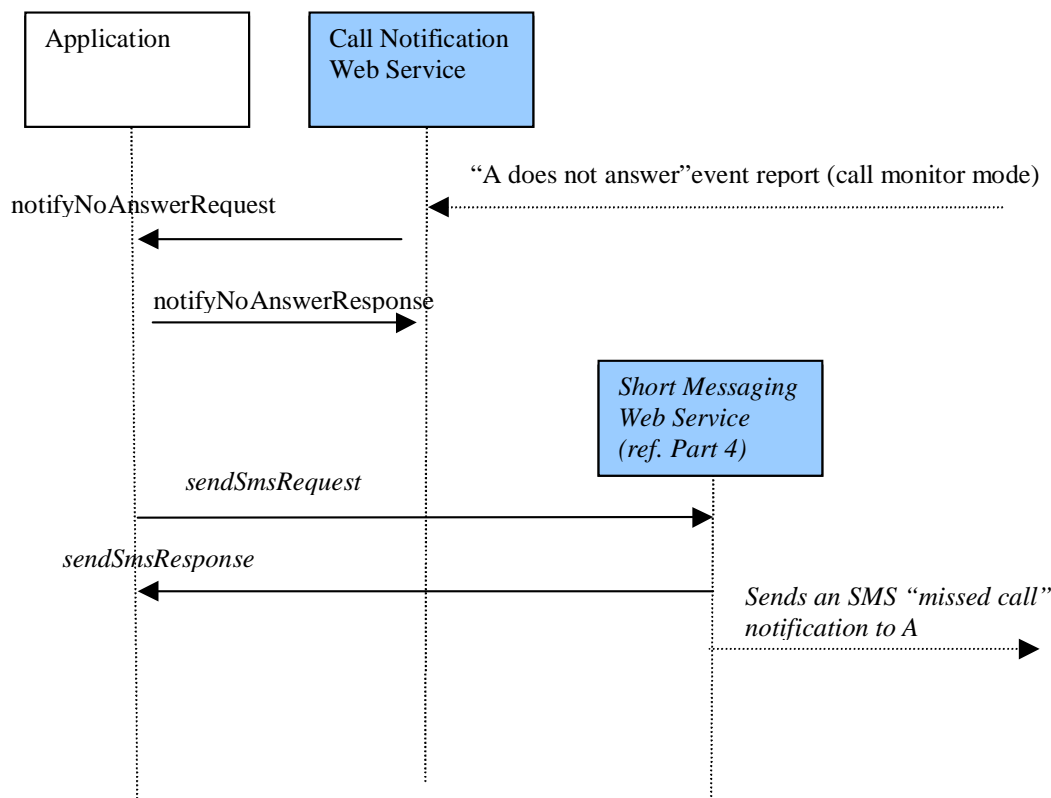 Application
Call Notification
Web Service
“A does not answer”event report (call monitor mode)
notifyNoAnswerRequest
notifyNoAnswerResponse
Short Messaging
Web Service
(ref. Part 4)
sendSmsRequest
sendSmsResponse
Sends an SMS “missed call”
notification to A